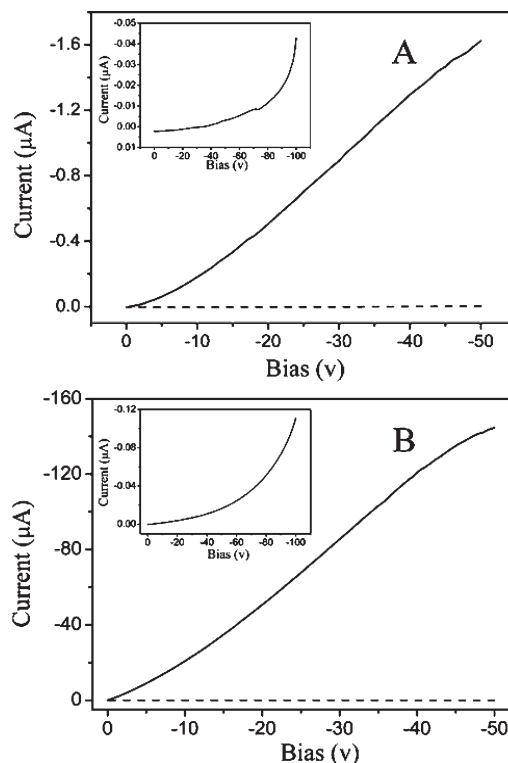 A
Current (µA)
-1.6
-1.2
-0.8
-0.4
0.0
0 -10 -20 -30 -40 -50
Bias (v)
Current (µA)
-0.05
-0.04
-0.03
-0.02
-0.01
0.00
0.01
0 -20 -40 -60 -80 -100
Bias (v)
B
Current (µA)
-160
-120
-80
-40
0
0 -10 -20 -30 -40 -50
Bias (v)
Current (µA)
-0.12
-0.08
-0.04
0.00
0 -20 -40 -60 -80 -100
Bias (v)